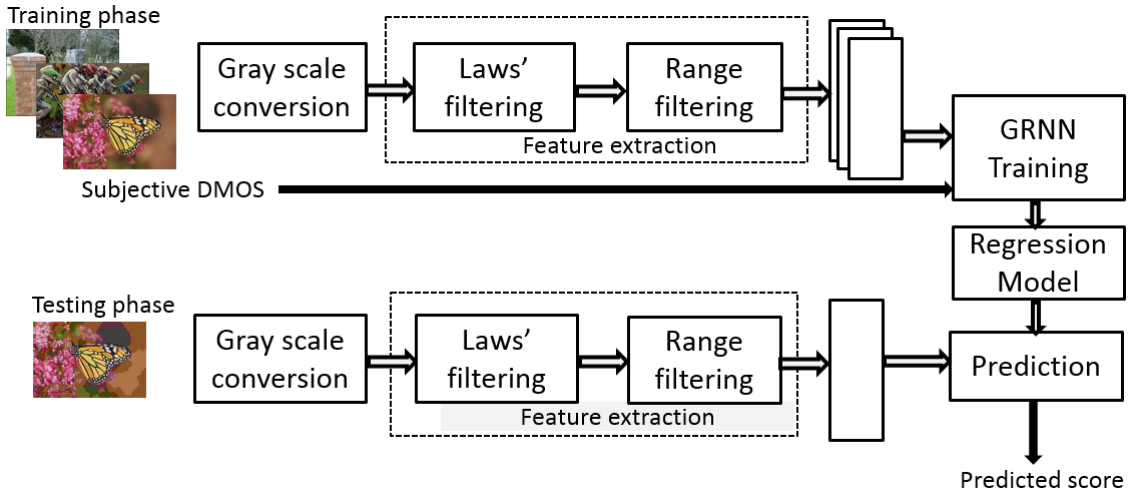 Training phase
Gray scale
conversion
Laws’
filtering
Range
filtering
Feature extraction
GRNN
Training
Subjective DMOS
Regression
Model
Testing phase
Gray scale
conversion
Laws’
filtering
Range
filtering
Feature extraction
Prediction
Predicted score